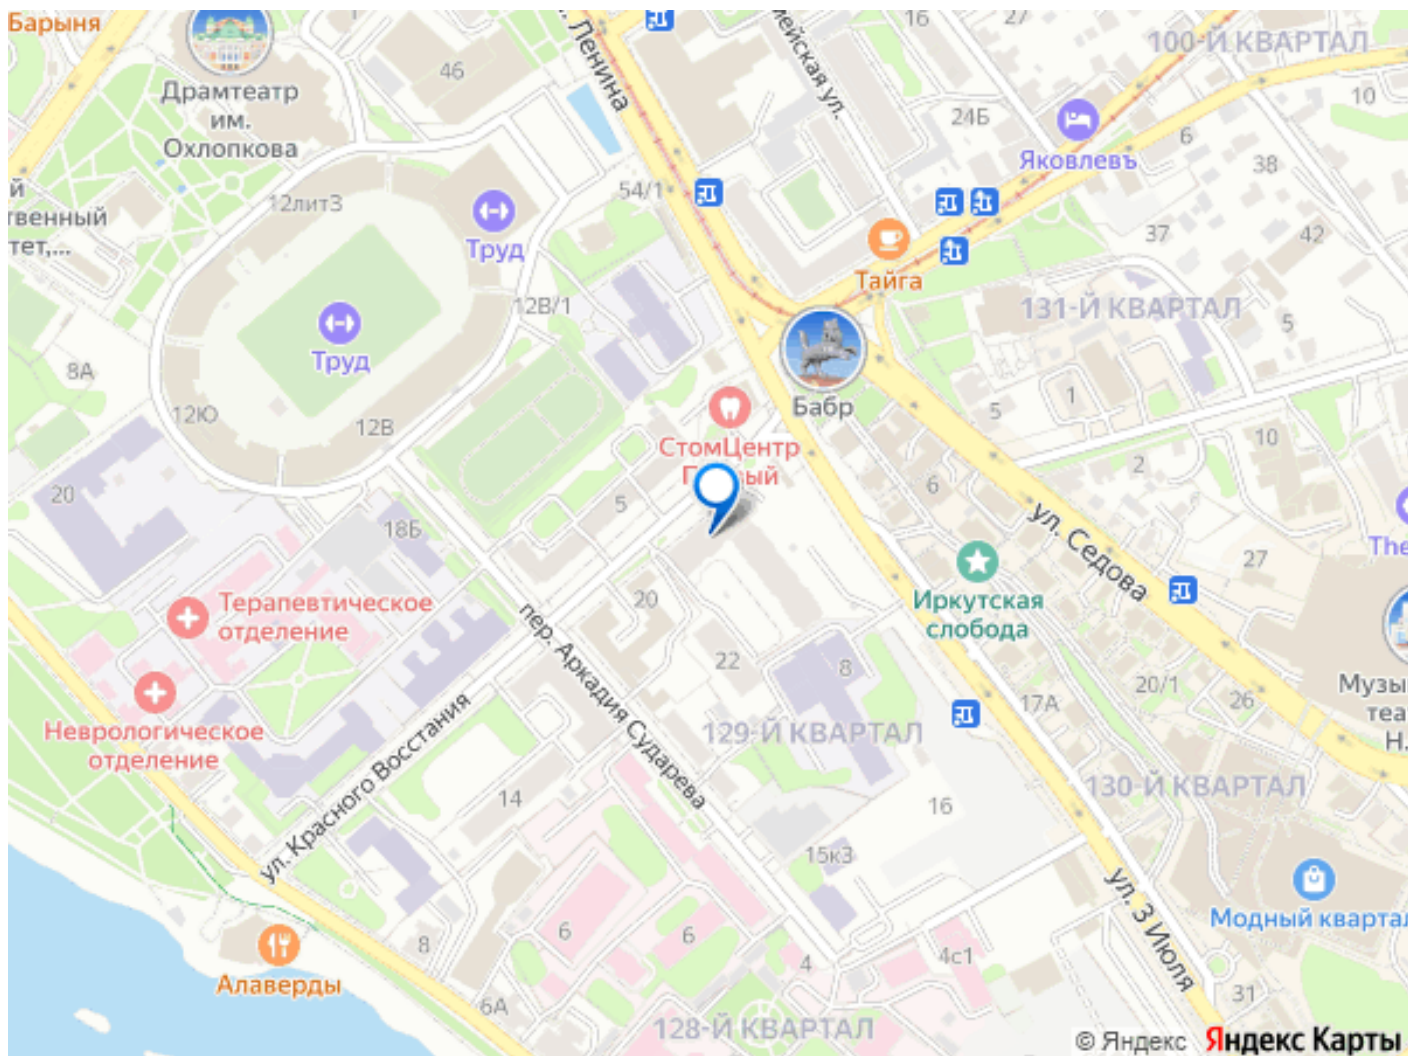 Барыня
46
Драмтеатр
им.
Охлопкова
ул. Ленина
16
27
100-Й КВАРТАЛ
10
24Б
6
Яковлевъ
38
й
твенный
тет,...
12лит3
54/1
Труд
37
42
Тайга
12В/1
131-Й КВАРТАЛ
5
Труд
8А
12Ю
12В
Бабр
5
1
СтомЦентр
10
2
20
5
6
18Б
ул. Седова
The
27
Терапевтическое
отделение
20
пер. Аркадия Сударева
Иркутская
слобода
22
8
17А
20/1
26
Музы
теа
Н.
Неврологическое
отделение
ул. Красного Восстания
129-Й КВАРТАЛ
130-Й КВАРТАЛ
14
16
15к3
ул. 3 Июля
Модный квартал
8
6
6
4
4с1
Алаверды
6А
31
128-Й КВАРТАЛ
© Яндекс Яндекс Карты